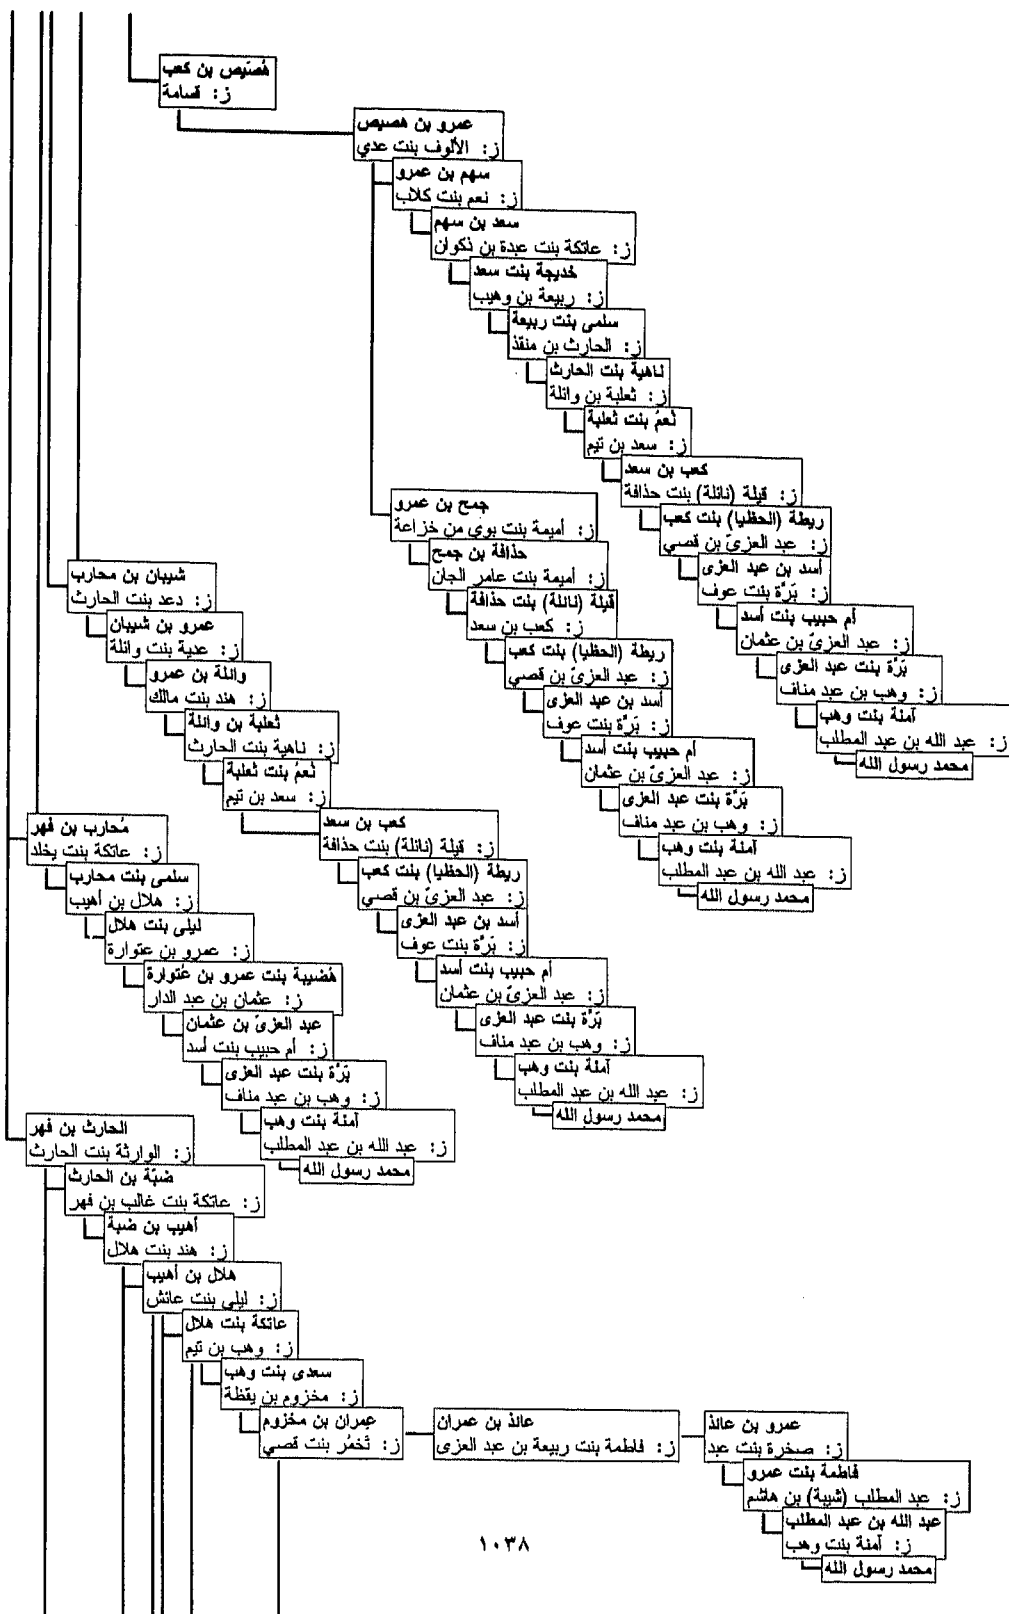 هُصَيص بن كعب
ز: قسامة
عمرو بن هصيص
ز: الألوف بنت عدي
سهم بن عمرو
ز: نعم بنت كلاب
سعد بن سهم
ز: عاتكة بنت عبدة بن ذكوان
خديجة بنت سعد
ز: ربيعة بن وهيب
سلمى بنت ربيعة
ز: الحارث بن منقذ
ناهية بنت الحارث
ز: ثعلبة بن وائلة
نُعمُ بنت ثعلبة
ز: سعد بن تيم
كعب بن سعد
ز: قيلة (نائلة) بنت حذافة
ريطة (الحظيا) بنت كعب
ز: عبد العزىّ بن قصي
أسد بن عبد العزى
ز: بَرَّة بنت عوف
أم حبيب بنت أسد
ز: عبد العزىّ بن عثمان
بَرَّة بنت عبد العزى
ز: وهب بن عبد مناف
آمنة بنت وهب
ز: عبد الله بن عبد المطلب
محمد رسول الله
جمح بن عمرو
ز: أميمة بنت بوي من خزاعة
حذافة بن جمح
ز: أميمة بنت عامر الجان
قيلة (نائلة) بنت حذافة
ز: كعب بن سعد
ريطة (الحظيا) بنت كعب
ز: عبد العزىّ بن قصي
أسد بن عبد العزى
ز: بَرَّة بنت عوف
أم حبيب بنت أسد
ز: عبد العزىّ بن عثمان
بَرَّة بنت عبد العزى
ز: وهب بن عبد مناف
آمنة بنت وهب
ز: عبد الله بن عبد المطلب
محمد رسول الله
شيبان بن محارب
ز: دعد بنت الحارث
عمرو بن شيبان
ز: عدية بنت وائلة
وائلة بن عمرو
ز: هند بنت مالك
ثعلبة بن وائلة
ز: ناهية بنت الحارث
نُعمُ بنت ثعلبة
ز: سعد بن تيم
كعب بن سعد
ز: قيلة (نائلة) بنت حذافة
ريطة (الحظيا) بنت كعب
ز: عبد العزىّ بن قصي
أسد بن عبد العزى
ز: بَرَّة بنت عوف
أم حبيب بنت أسد
ز: عبد العزىّ بن عثمان
بَرَّة بنت عبد العزى
ز: وهب بن عبد مناف
آمنة بنت وهب
ز: عبد الله بن عبد المطلب
محمد رسول الله
مُحارب بن فهر
ز: عاتكة بنت يخلد
سلمى بنت محارب
ز: هلال بن أهيب
ليلى بنت هلال
ز: عمرو بن عتوارة
هُضيبة بنت عمرو بن عُتوارة
ز: عثمان بن عبد الدار
عبد العزىّ بن عثمان
ز: أم حبيب بنت أسد
بَرَّة بنت عبد العزى
ز: وهب بن عبد مناف
آمنة بنت وهب
ز: عبد الله بن عبد المطلب
محمد رسول الله
الحارث بن فهر
ز: الوارثة بنت الحارث
ضبّة بن الحارث
ز: عاتكة بنت غالب بن فهر
أهيب بن ضبة
ز: هند بنت هلال
هلال بن أهيب
ز: ليلى بنت عائش
عاتكة بنت هلال
ز: وهب بن تيم
سعدى بنت وهب
ز: مخزوم بن يقظة
عِمران بن مخزوم
ز: تَخمُر بنت قصي
عائذ بن عمران
ز: فاطمة بنت ربيعة بن عبد العزى
عمرو بن عائذ
ز: صخرة بنت عبد
فاطمة بنت عمرو
ز: عبد المطلب (شيبة) بن هاشم
عبد الله بن عبد المطلب
ز: آمنة بنت وهب
محمد رسول الله
١٠٣٨